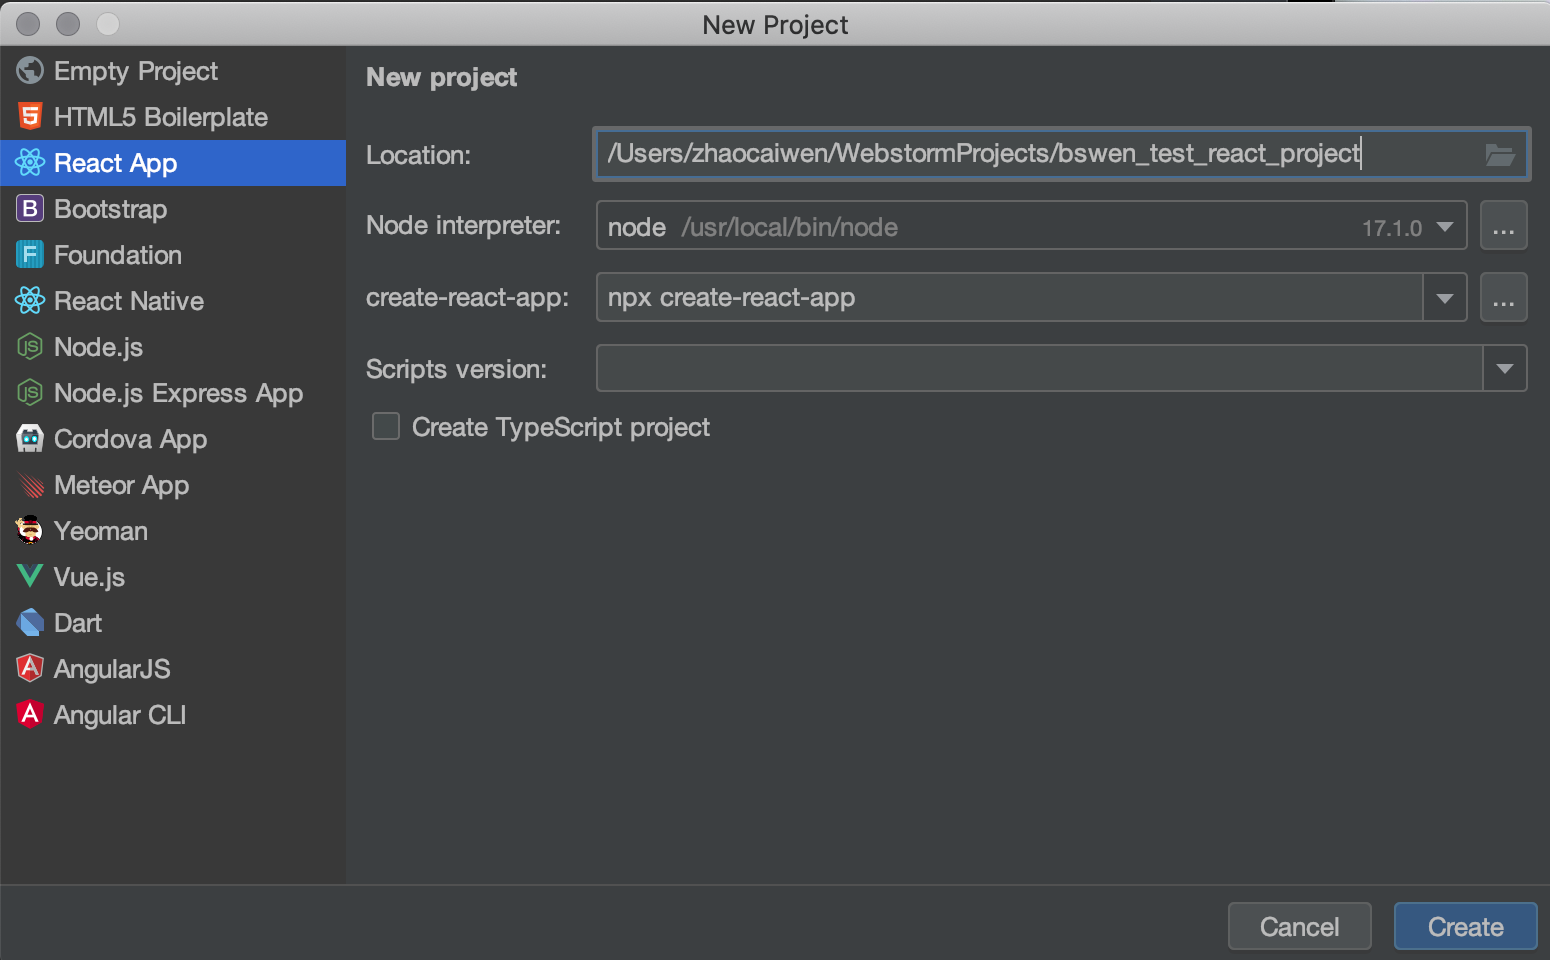 New Project
Empty Project
HTML5 Boilerplate
React App
Bootstrap
Foundation
React Native
Node.js
Node.js Express App
Cordova App
Meteor App
Yeoman
Vue.js
Dart
AngularJS
Angular CLI
New project
Location: /Users/zhaocaiwen/WebstormProjects/bswen_test_react_project
Node interpreter: node /usr/local/bin/node 17.1.0 ...
create-react-app: npx create-react-app ...
Scripts version:
Create TypeScript project
Cancel Create